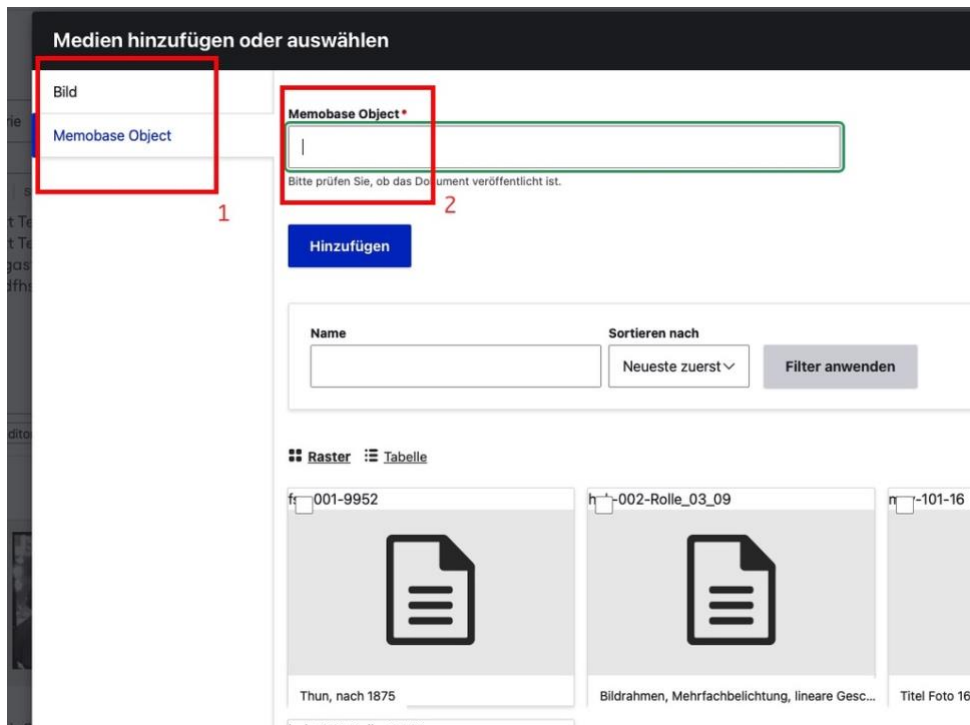 Medien hinzufügen oder auswählen
Bild
Memobase Object
1
Memobase Object*
Bitte prüfen Sie, ob das Dokument veröffentlicht ist.
2
Hinzufügen
Name
Sortieren nach
Neueste zuerst
Filter anwenden
Raster
Tabelle
001-9952
-002-Rolle_03_09
-101-16
Thun, nach 1875
Bildrahmen, Mehrfachbelichtung, lineare Gesc...
Titel Foto 16